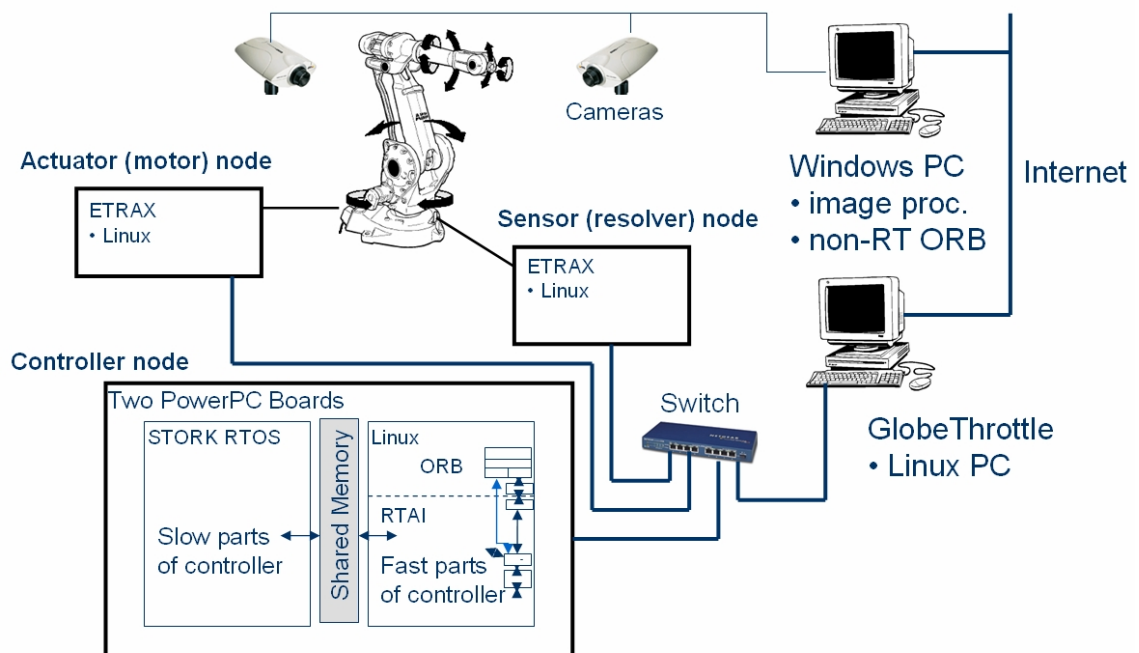 Cameras
Actuator (motor) node
ETRAX
• Linux
Sensor (resolver) node
ETRAX
• Linux
Windows PC
• image proc.
• non-RT ORB
Internet
Controller node
Two PowerPC Boards
STORK RTOS
Slow parts
of controller
Shared Memory
Linux
ORB
RTAI
Fast parts
of controller
Switch
GlobeThrottle
• Linux PC